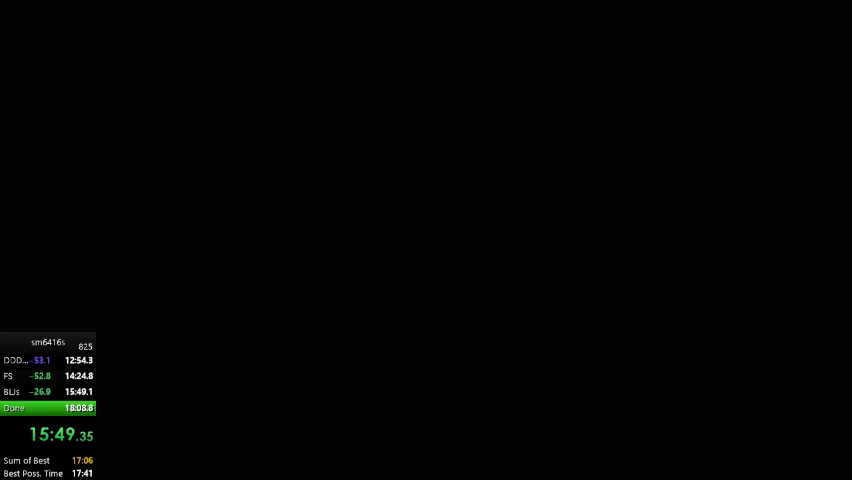 sm6416s
825
DDD... −53.1 12:54.3
FS −52.8 14:24.8
BLJs −26.9 15:49.1
Done 18:08.8
15:49.35
Sum of Best 17:06
Best Poss. Time 17:41